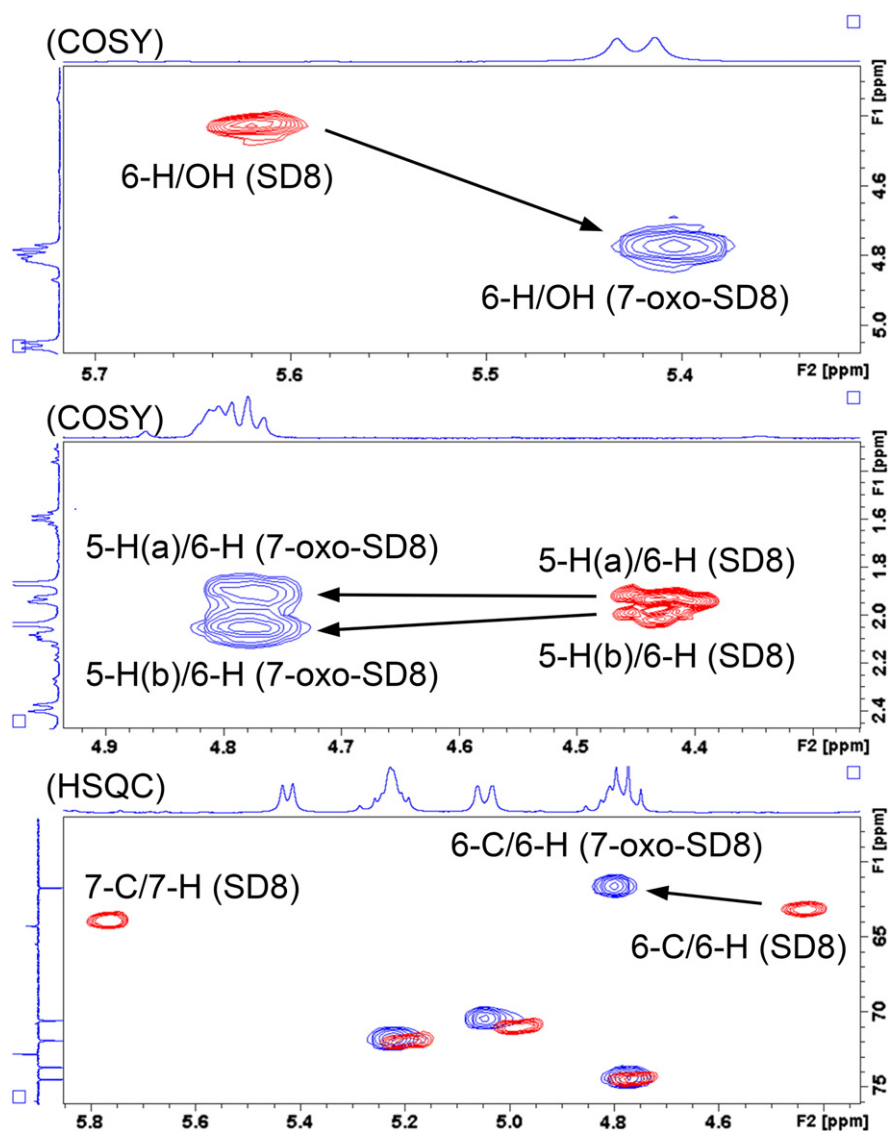 (COSY)
6-H/OH (SD8)
6-H/OH (7-oxo-SD8)
4.6
4.8
5.0
F1 [ppm]
5.7
5.6
5.5
5.4
F2 [ppm]
(COSY)
5-H(a)/6-H (7-oxo-SD8)
5-H(a)/6-H (SD8)
5-H(b)/6-H (7-oxo-SD8)
5-H(b)/6-H (SD8)
F1 [ppm]
1.6
1.8
2.0
2.2
2.4
4.9
4.8
4.7
4.6
4.5
4.4
F2 [ppm]
(HSQC)
6-C/6-H (7-oxo-SD8)
7-C/7-H (SD8)
6-C/6-H (SD8)
F1 [ppm]
65
70
75
5.8
5.6
5.4
5.2
5.0
4.8
4.6
F2 [ppm]